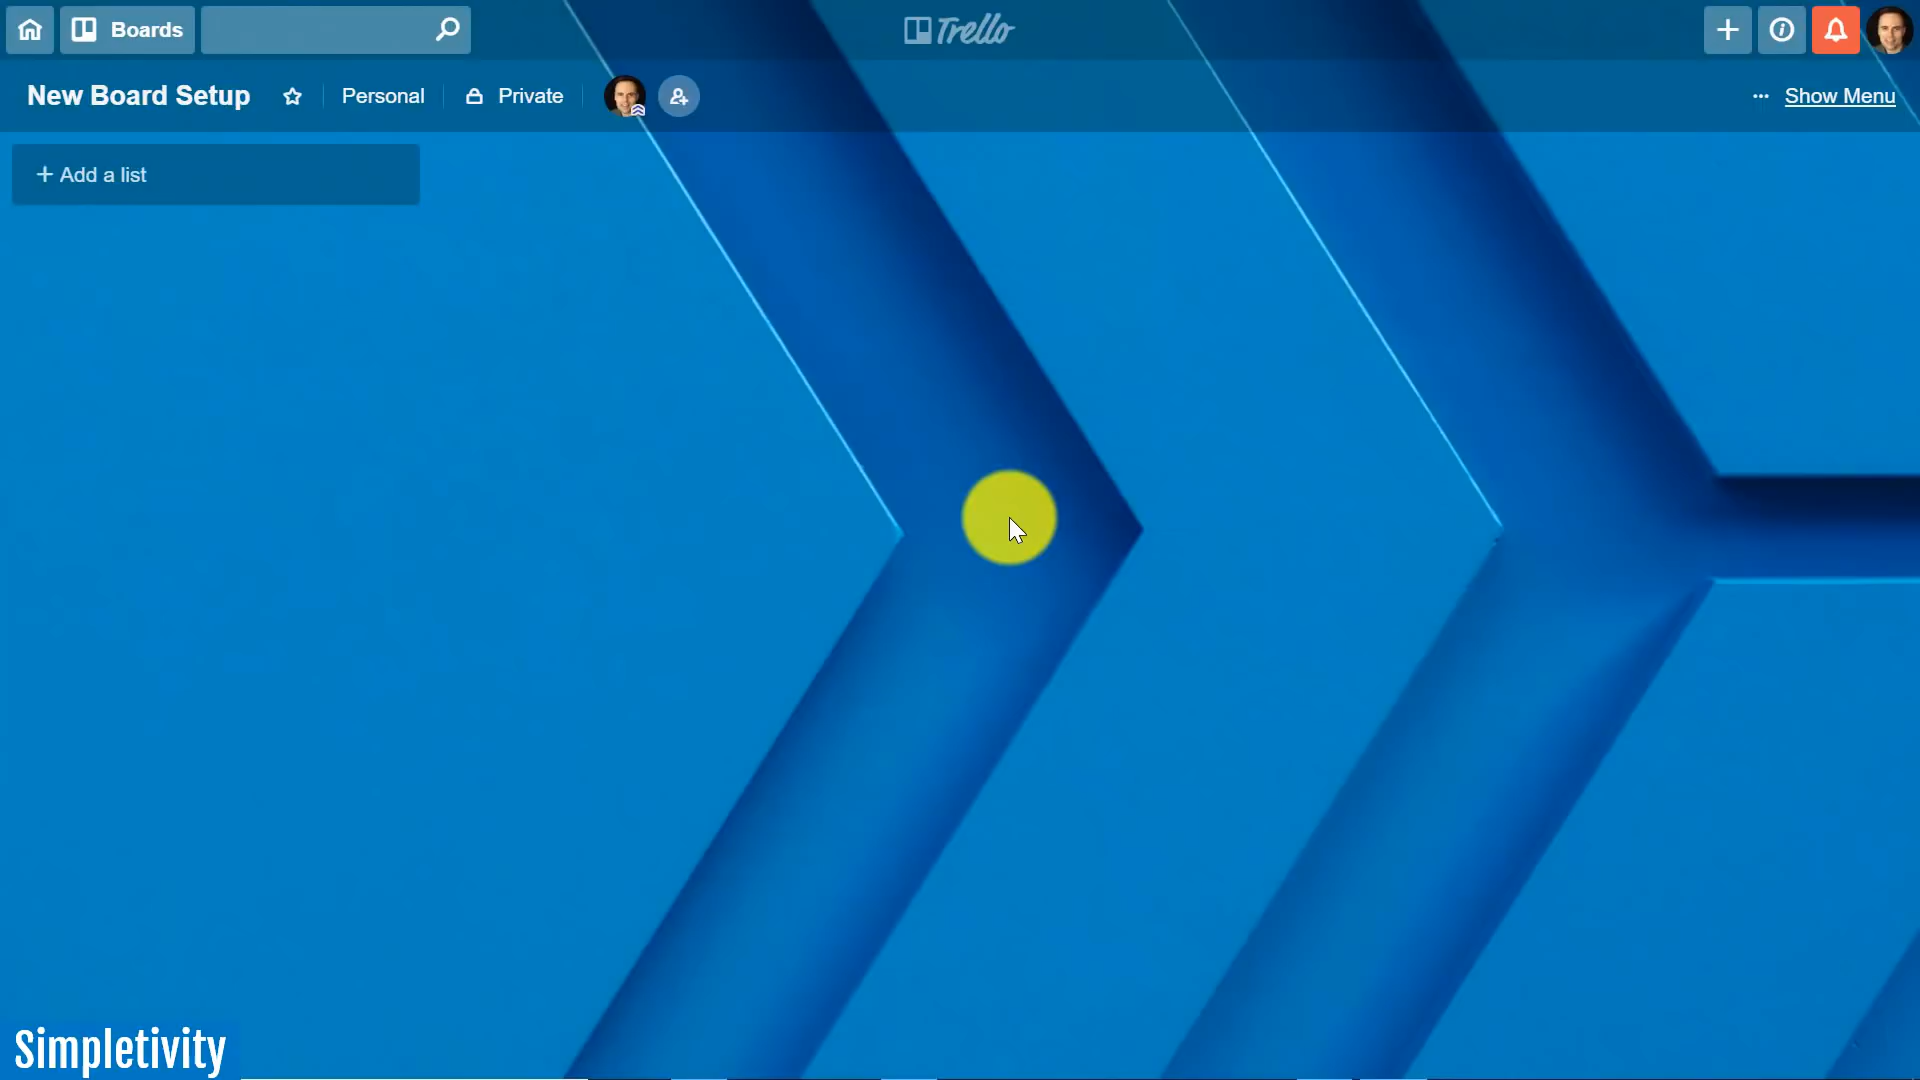 Boards
Trello
New Board Setup
Personal
Private
Show Menu
+ Add a list
Simpletivity